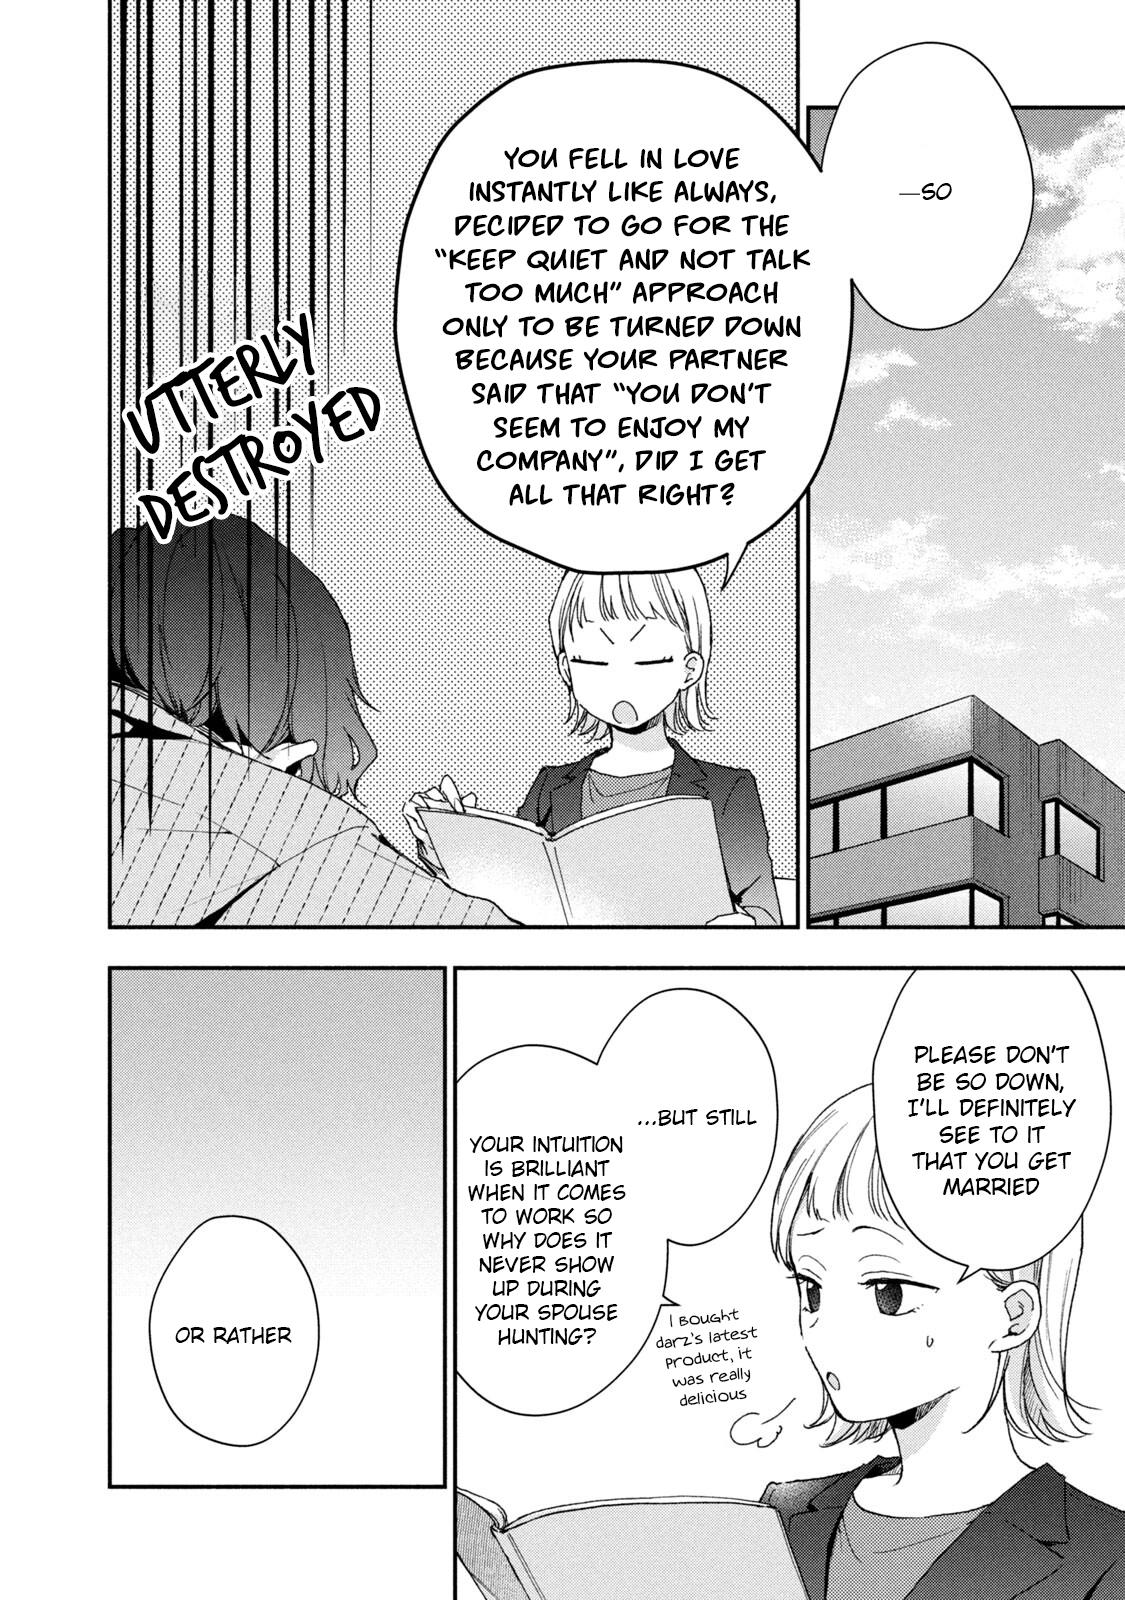 —SO
YOU FELL IN LOVE
INSTANTLY LIKE ALWAYS,
DECIDED TO GO FOR THE
"KEEP QUIET AND NOT TALK
TOO MUCH" APPROACH
ONLY TO BE TURNED DOWN
BECAUSE YOUR PARTNER
SAID THAT "YOU DON'T
SEEM TO ENJOY MY
COMPANY", DID I GET
ALL THAT RIGHT?
UTTERLY
DESTROYED
PLEASE DON'T
BE SO DOWN,
I'LL DEFINITELY
SEE TO IT
THAT YOU GET
MARRIED
...BUT STILL
YOUR INTUITION
IS BRILLIANT
WHEN IT COMES
TO WORK SO
WHY DOES IT
NEVER SHOW
UP DURING
YOUR SPOUSE
HUNTING?
I BOUGHT
darz's latest
product, it
was really
delicious
OR RATHER